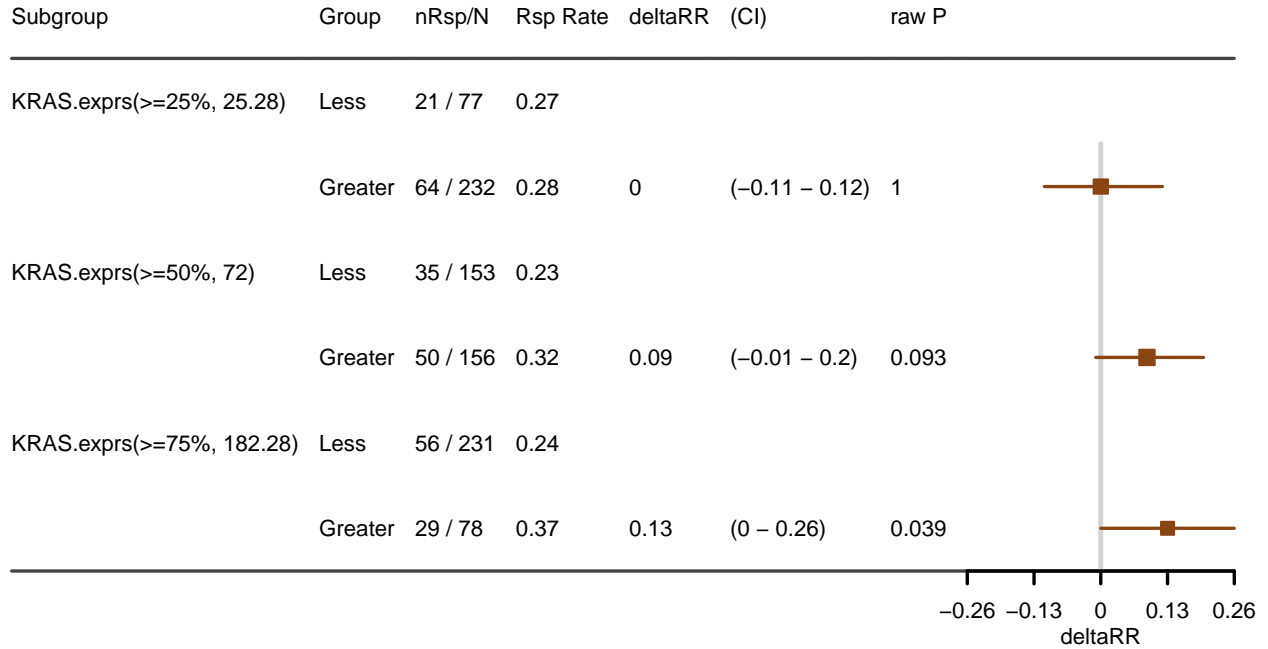 Subgroup Group nRsp/N Rsp Rate deltaRR (CI) raw P
KRAS.exprs(>=25%, 25.28) Less 21 / 77 0.27
Greater 64 / 232 0.28 0 (−0.11 − 0.12) 1
KRAS.exprs(>=50%, 72) Less 35 / 153 0.23
Greater 50 / 156 0.32 0.09 (−0.01 − 0.2) 0.093
KRAS.exprs(>=75%, 182.28) Less 56 / 231 0.24
Greater 29 / 78 0.37 0.13 (0 − 0.26) 0.039
−0.26 −0.13 0 0.13 0.26
deltaRR